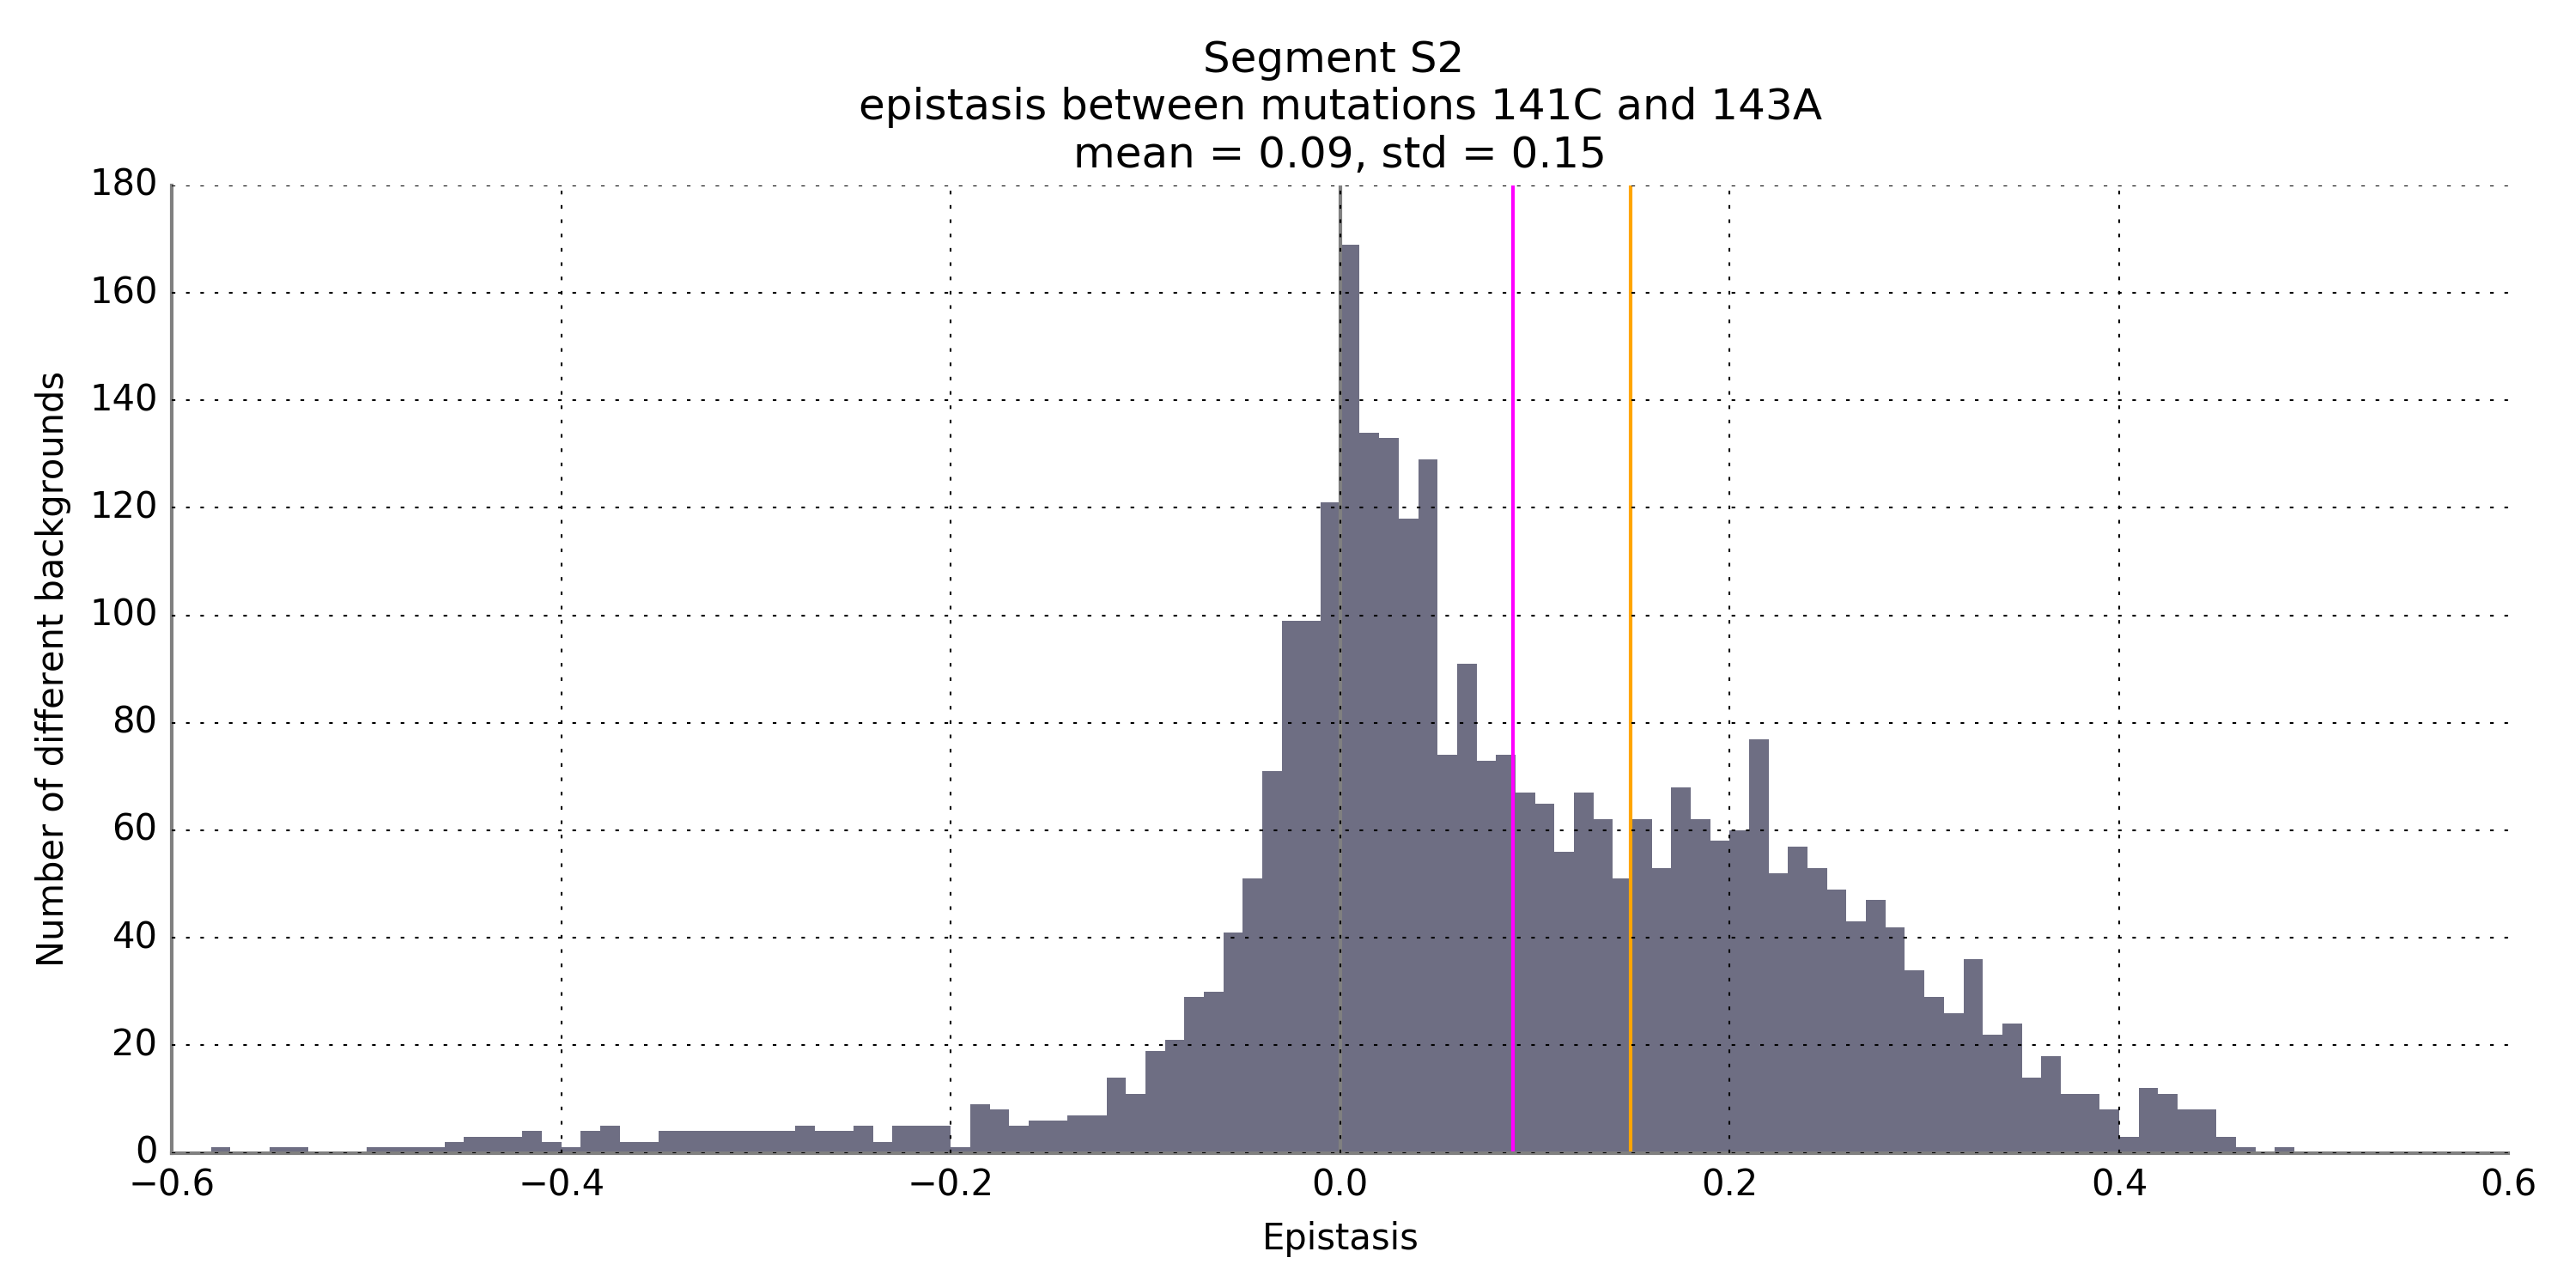 Segment S2
epistasis between mutations 141C and 143A
mean = 0.09, std = 0.15
180
160
140
120
100
80
60
40
20
0
Number of different backgrounds
−0.6 −0.4 −0.2 0.0 0.2 0.4 0.6
Epistasis